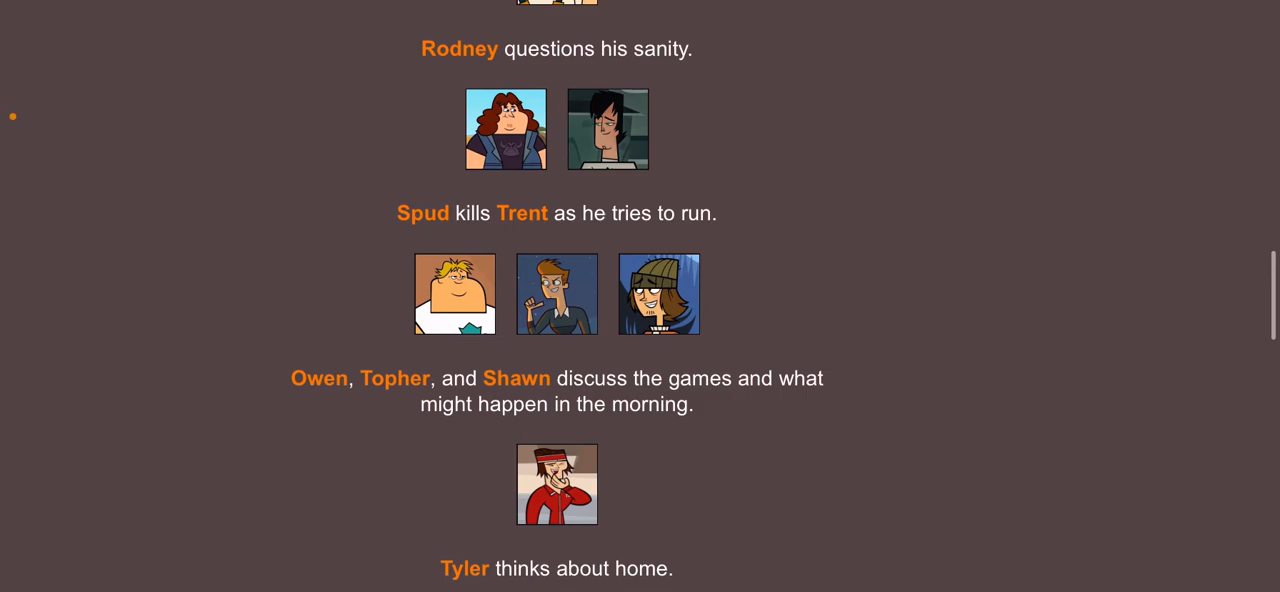 Rodney questions his sanity.
Spud kills Trent as he tries to run.
Owen, Topher, and Shawn discuss the games and what
might happen in the morning.
Tyler thinks about home.